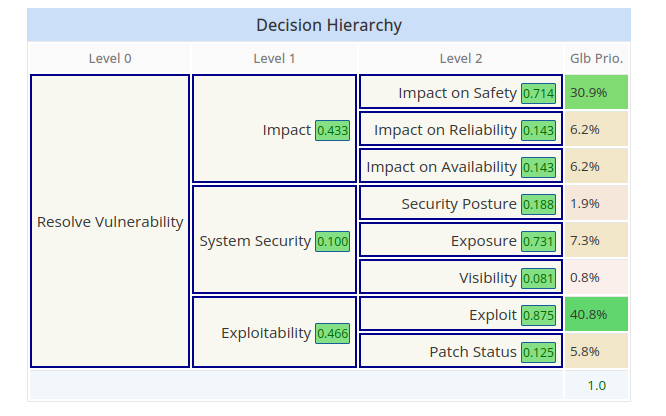 Decision Hierarchy
Level 0 Level 1 Level 2 Glb Prio.
Resolve Vulnerability
Impact 0.433
Impact on Safety 0.714 30.9%
Impact on Reliability 0.143 6.2%
Impact on Availability 0.143 6.2%
System Security 0.100
Security Posture 0.188 1.9%
Exposure 0.731 7.3%
Visibility 0.081 0.8%
Exploitability 0.466
Exploit 0.875 40.8%
Patch Status 0.125 5.8%
1.0